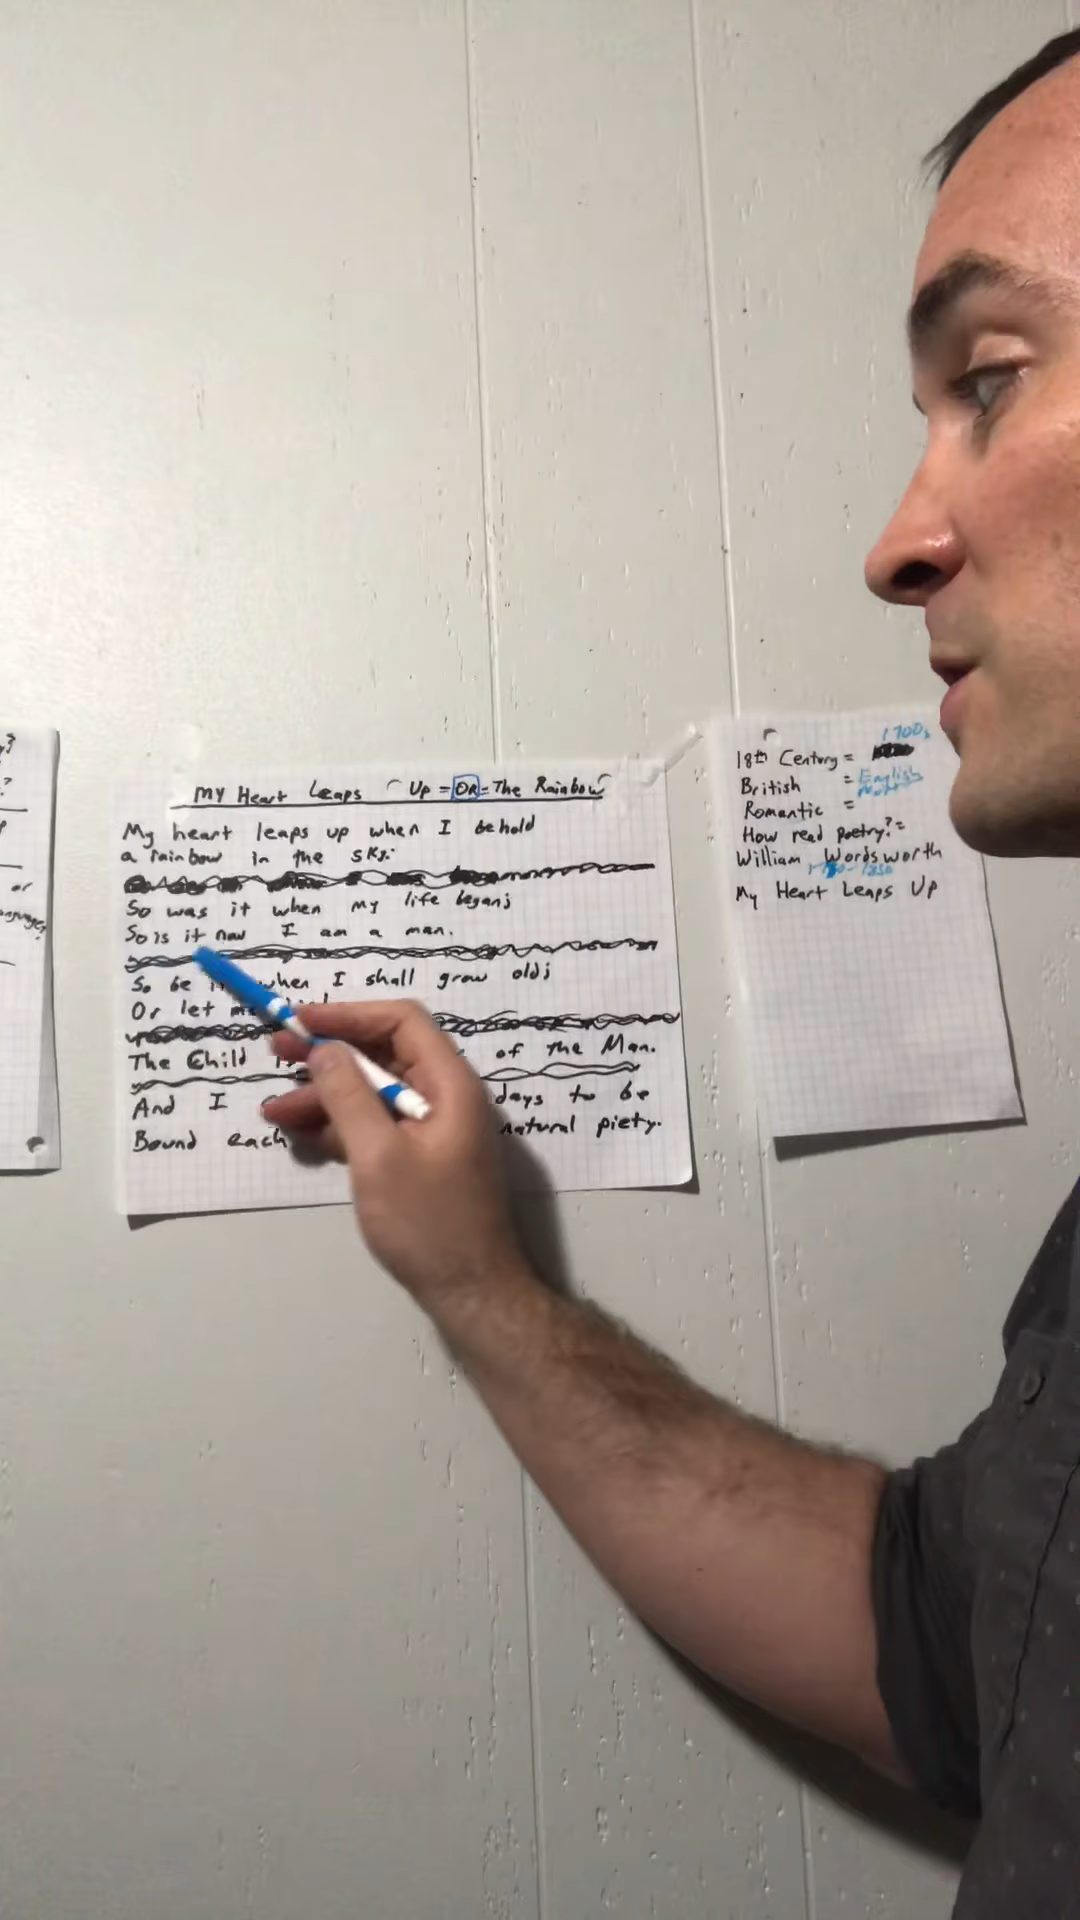 ?
?
or
MY Heart Leaps Up = OR = The Rainbow
My heart leaps up when I behold
a rainbow in the sky:
So was it when my life began;
So is it now I am a man.
So be when I shall grow old;
Or let me
The Child of the Man.
And I days to be
Bound each natural piety.
1700s
18th Century =
British = English
Romantic =
How read poetry? =
William Wordsworth
1850
My Heart Leaps Up